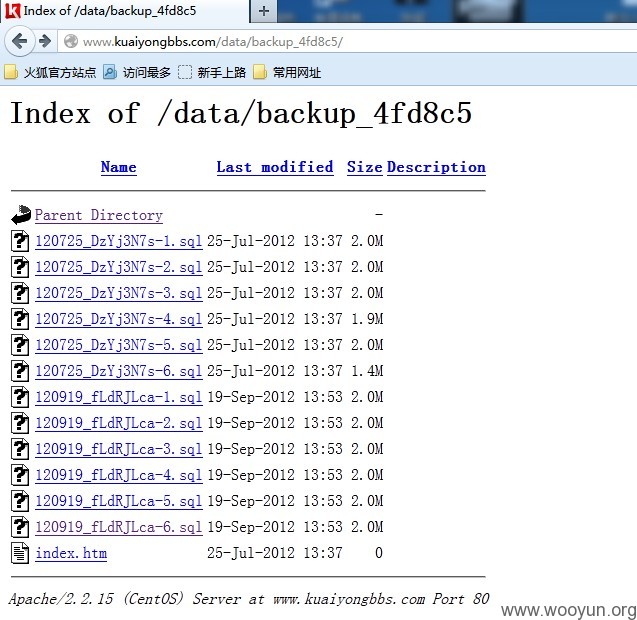 Index of /data/backup_4fd8c5
www.kuaiyongbbs.com/data/backup_4fd8c5/
火狐官方站点 访问最多 新手上路 常用网址
Index of /data/backup_4fd8c5
Name Last modified Size Description
Parent Directory -
120725_DzYj3N7s-1.sql 25-Jul-2012 13:37 2.0M
120725_DzYj3N7s-2.sql 25-Jul-2012 13:37 2.0M
120725_DzYj3N7s-3.sql 25-Jul-2012 13:37 2.0M
120725_DzYj3N7s-4.sql 25-Jul-2012 13:37 1.9M
120725_DzYj3N7s-5.sql 25-Jul-2012 13:37 2.0M
120725_DzYj3N7s-6.sql 25-Jul-2012 13:37 1.4M
120919_fLdRJLca-1.sql 19-Sep-2012 13:53 2.0M
120919_fLdRJLca-2.sql 19-Sep-2012 13:53 2.0M
120919_fLdRJLca-3.sql 19-Sep-2012 13:53 2.0M
120919_fLdRJLca-4.sql 19-Sep-2012 13:53 2.0M
120919_fLdRJLca-5.sql 19-Sep-2012 13:53 2.0M
120919_fLdRJLca-6.sql 19-Sep-2012 13:53 2.0M
index.htm 25-Jul-2012 13:37 0
Apache/2.2.15 (CentOS) Server at www.kuaiyongbbs.com Port 80
www.wooyun.org